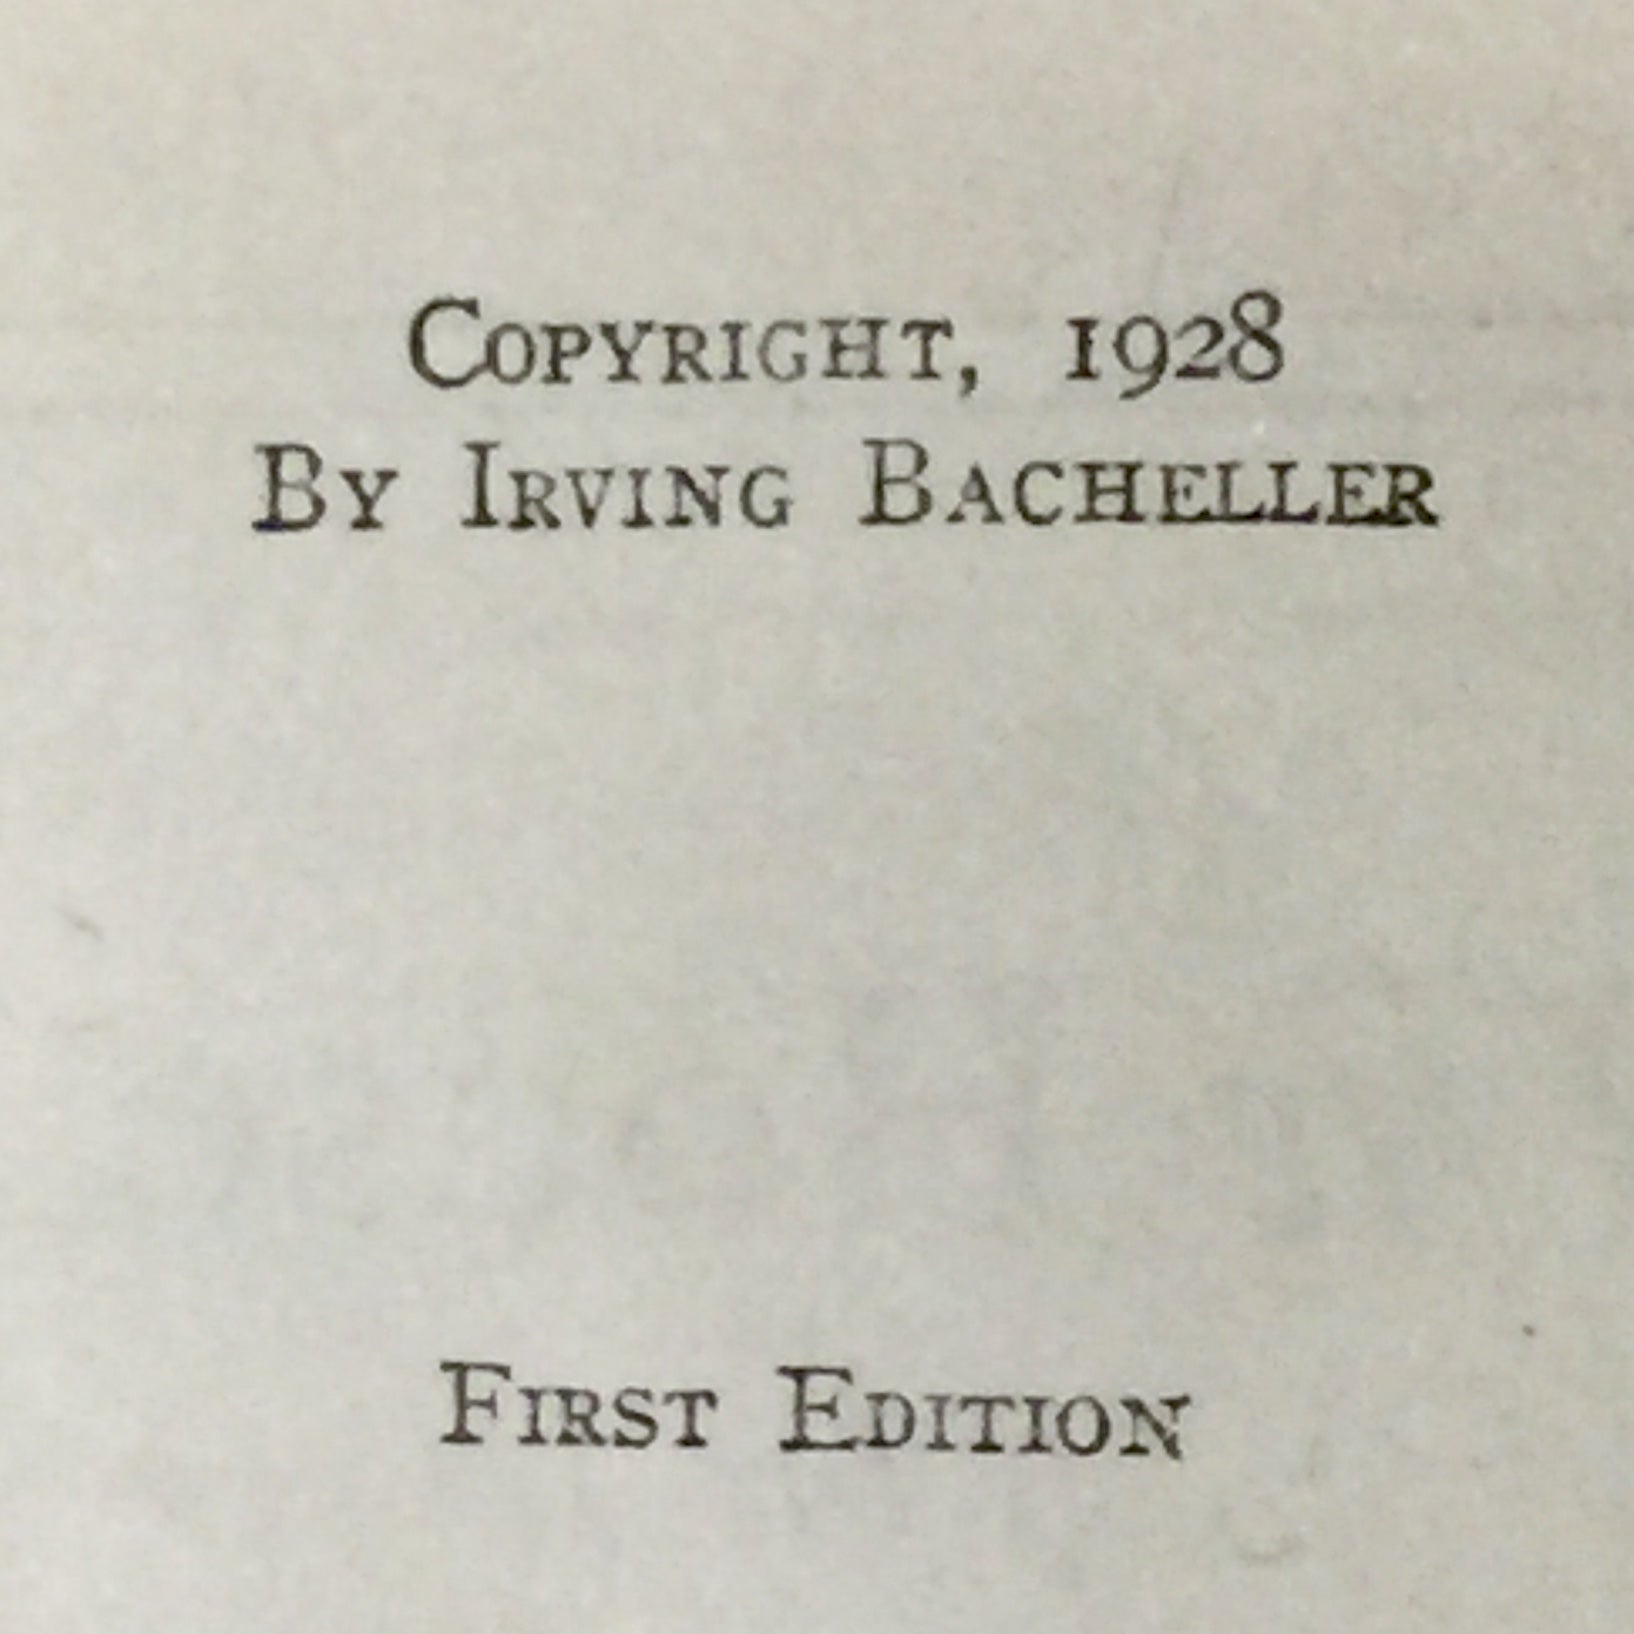 Copyright, 1928
By Irving Bacheller
First Edition